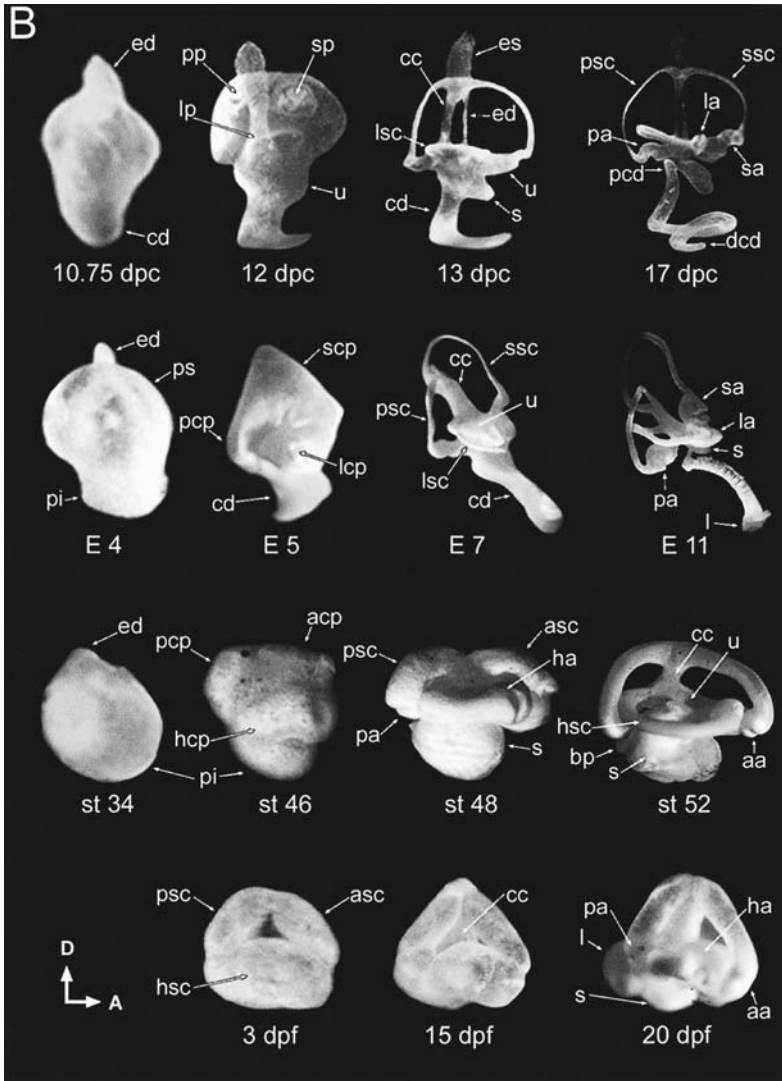 B
ed
cd
10.75 dpc
pp
sp
lp
u
12 dpc
es
cc
ed
lsc
u
cd
s
13 dpc
psc
ssc
la
pa
sa
pcd
dcd
17 dpc
ed
ps
pi
E 4
scp
pcp
lcp
cd
E 5
ssc
cc
psc
u
lsc
cd
E 7
sa
la
s
pa
l
E 11
ed
pi
st 34
acp
pcp
hcp
st 46
asc
psc
ha
pa
s
st 48
cc
u
hsc
bp
s
aa
st 52
D
A
psc
asc
hsc
3 dpf
cc
15 dpf
pa
ha
l
s
aa
20 dpf